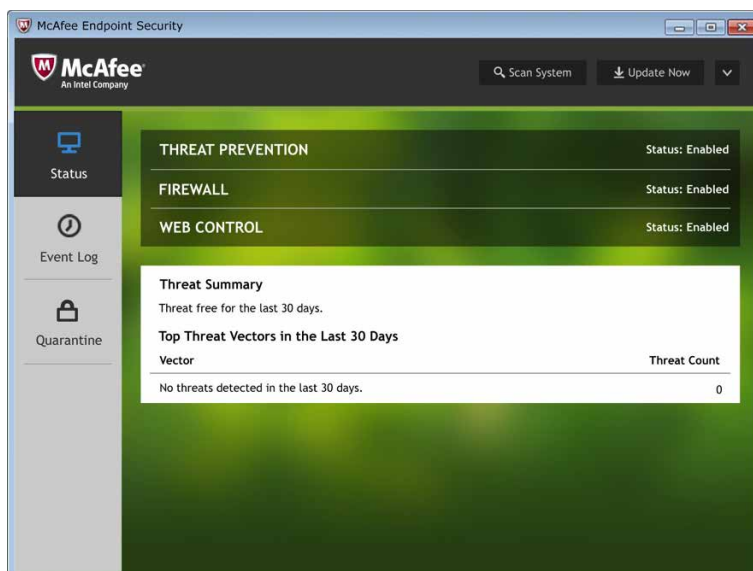 McAfee Endpoint Security
McAfee
An Intel Company
Scan System
Update Now
Status
Event Log
Quarantine
THREAT PREVENTION Status: Enabled
FIREWALL Status: Enabled
WEB CONTROL Status: Enabled
Threat Summary
Threat free for the last 30 days.
Top Threat Vectors in the Last 30 Days
Vector Threat Count
No threats detected in the last 30 days. 0